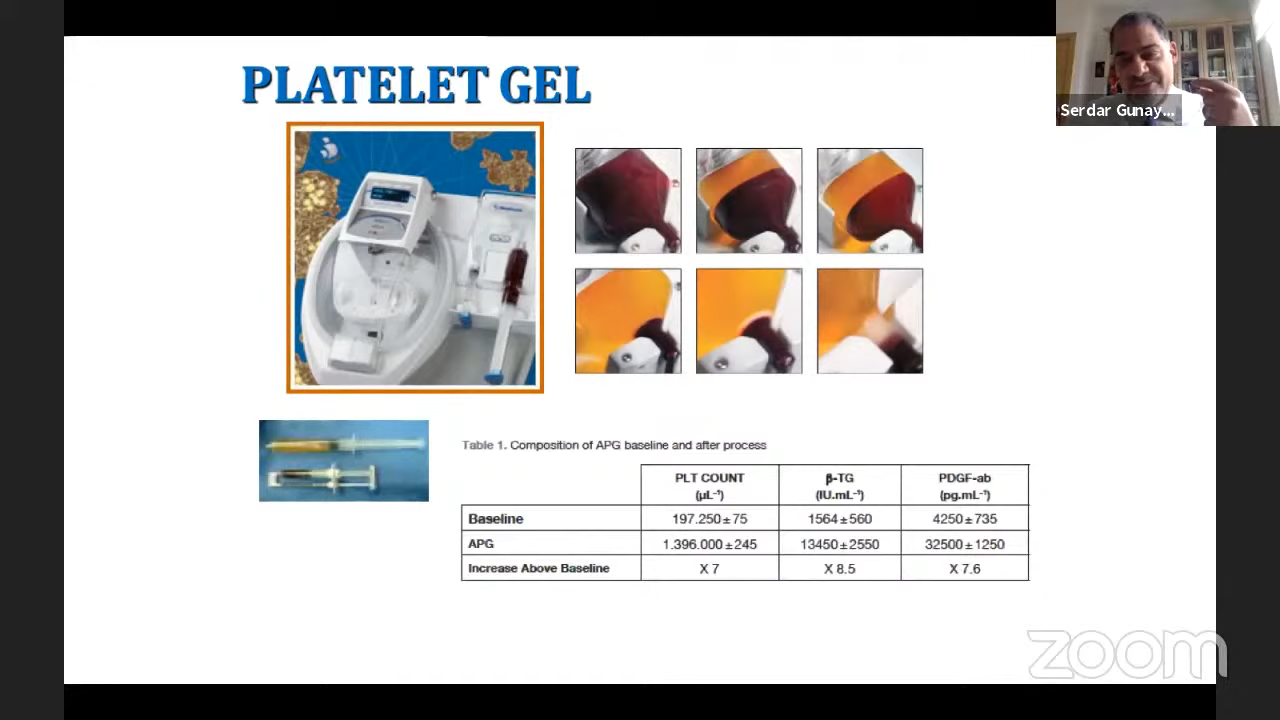 PLATELET GEL
Serdar Gunay...
Table 1. Composition of APG baseline and after process
PLT COUNT (µL⁻¹) β-TG (IU.mL⁻¹) PDGF-ab (pg.mL⁻¹)
Baseline 197.250±75 1564±560 4250±735
APG 1.396.000±245 13450±2550 32500±1250
Increase Above Baseline X 7 X 8.5 X 7.6
zoom